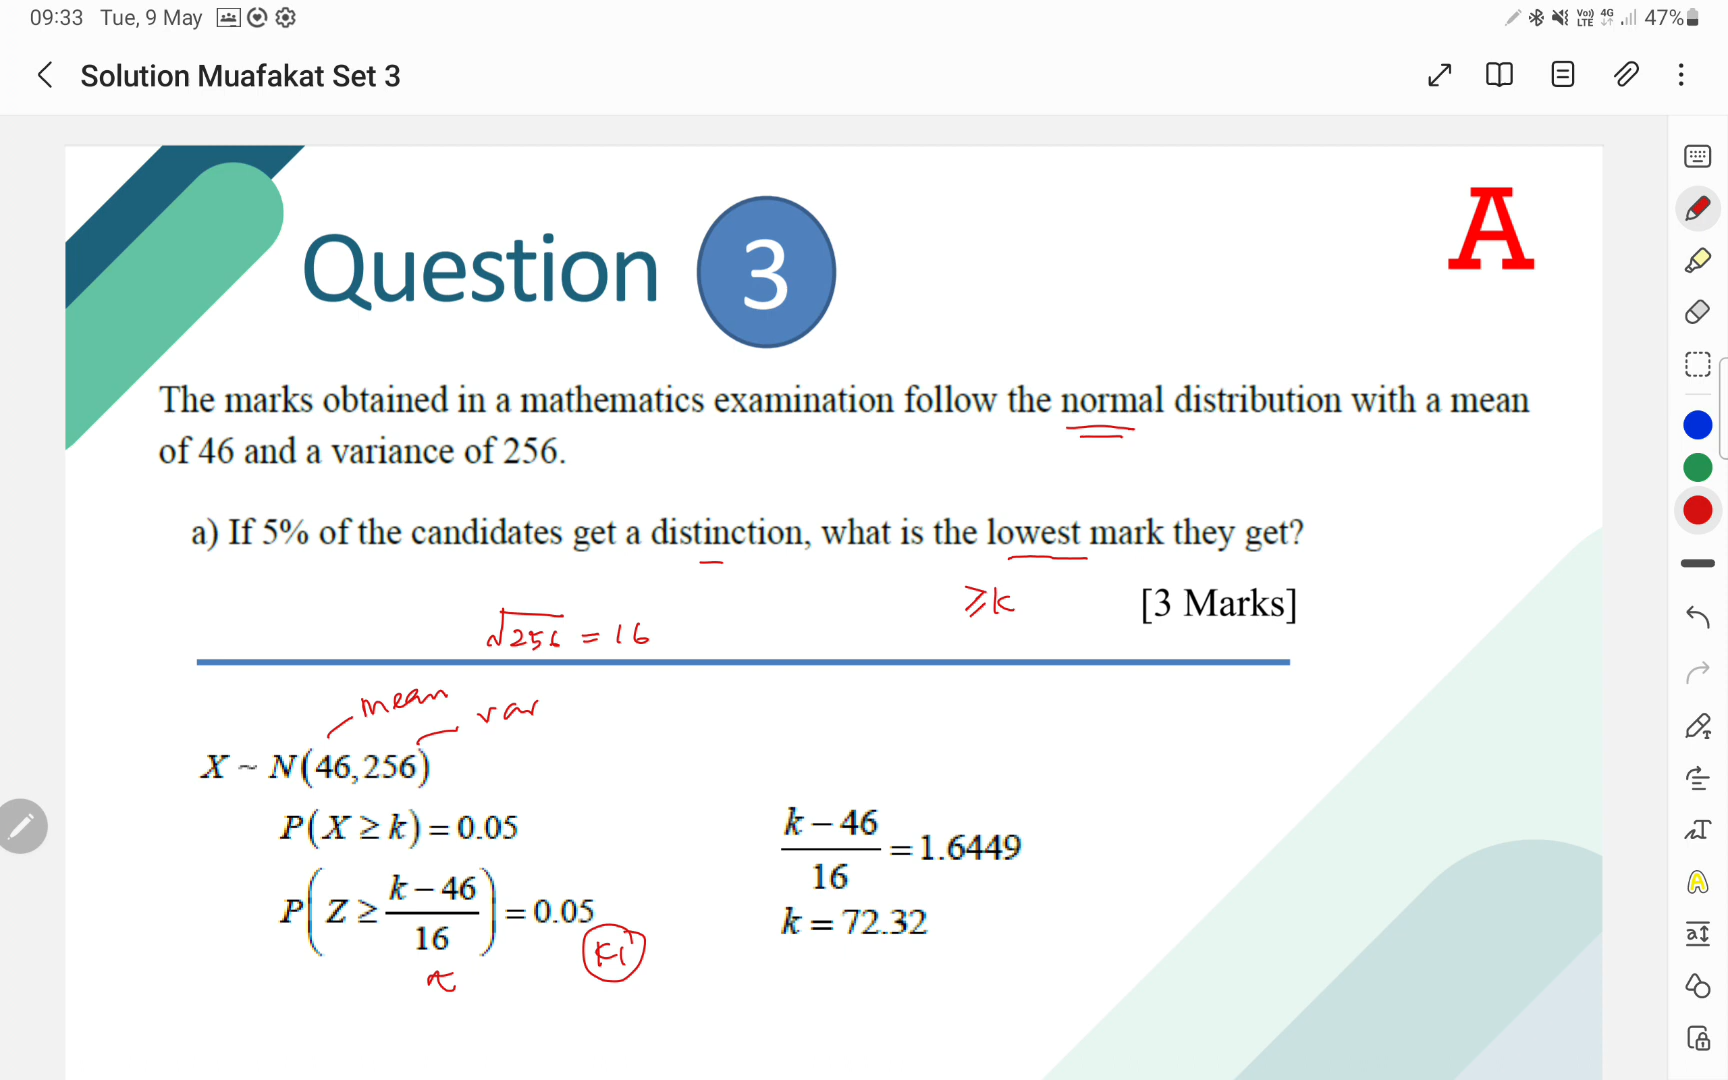 09:33 Tue, 9 May
Vo)) LTE 4G 47%
Solution Muafakat Set 3
Question 3
A
The marks obtained in a mathematics examination follow the normal distribution with a mean
of 46 and a variance of 256.
a) If 5% of the candidates get a distinction, what is the lowest mark they get?
≥k
[3 Marks]
√256 = 16
mean
var
X ~ N(46,256)
P(X ≥ k) = 0.05
P(Z ≥ (k − 46)/16) = 0.05
K1
(k − 46)/16 = 1.6449
k = 72.32